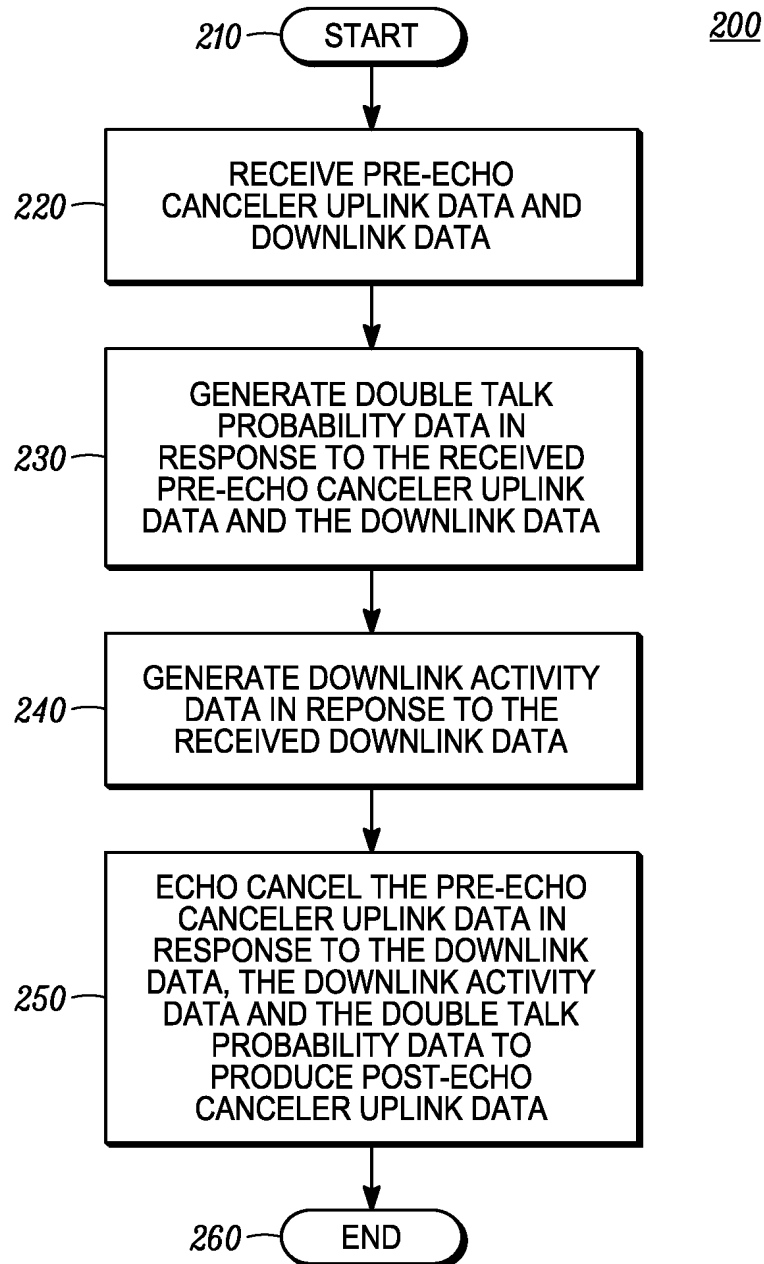 210
START
200
220
RECEIVE PRE-ECHO
CANCELER UPLINK DATA AND
DOWNLINK DATA
230
GENERATE DOUBLE TALK
PROBABILITY DATA IN
RESPONSE TO THE RECEIVED
PRE-ECHO CANCELER UPLINK
DATA AND THE DOWNLINK DATA
240
GENERATE DOWNLINK ACTIVITY
DATA IN REPONSE TO THE
RECEIVED DOWNLINK DATA
250
ECHO CANCEL THE PRE-ECHO
CANCELER UPLINK DATA IN
RESPONSE TO THE DOWNLINK
DATA, THE DOWNLINK ACTIVITY
DATA AND THE DOUBLE TALK
PROBABILITY DATA TO
PRODUCE POST-ECHO
CANCELER UPLINK DATA
260
END